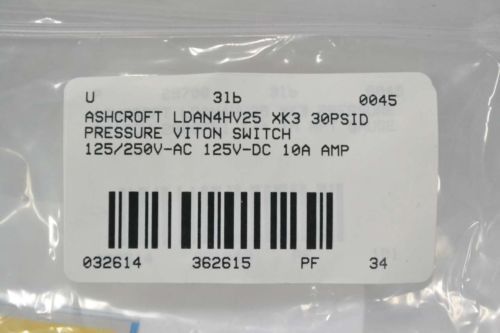 U 31b 0045
ASHCROFT LDAN4HV25 XK3 30PSID
PRESSURE VITON SWITCH
125/250V-AC 125V-DC 10A AMP
032614 362615 PF 34